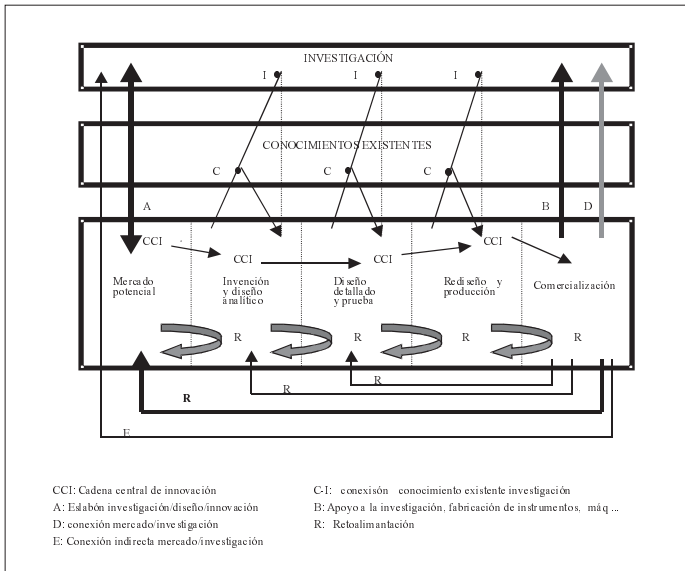 INVESTIGACIÓN
I I I
CONOCIMIENTOS EXISTENTES
C C C
A B D
CCI CCI CCI CCI
Mercado
potencial
Invención
y diseño
analítico
Diseño
detallado
y prueba
Rediseño y
producción
Comercialización
R R R R
R
R
R
E
CCI: Cadena central de innovación
A: Eslabón investigación/diseño/innovación
D: conexión mercado/investigación
E: Conexión indirecta mercado/investigación
C-I: conexisón conocimiento existente investigación
B: Apoyo a la investigación, fabricación de instrumentos, máq ...
R: Retoalimantación